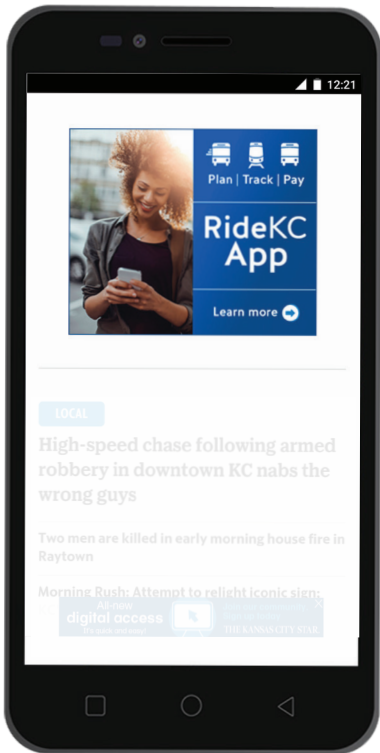 12:21
Plan | Track | Pay
RideKC
App
Learn more
LOCAL
High-speed chase following armed
robbery in downtown KC nabs the
wrong guys
Two men are killed in early morning house fire in
Raytown
Morning Rush: Attempt to relight iconic sign;
All-new
digital access
THE KANSAS CITY STAR